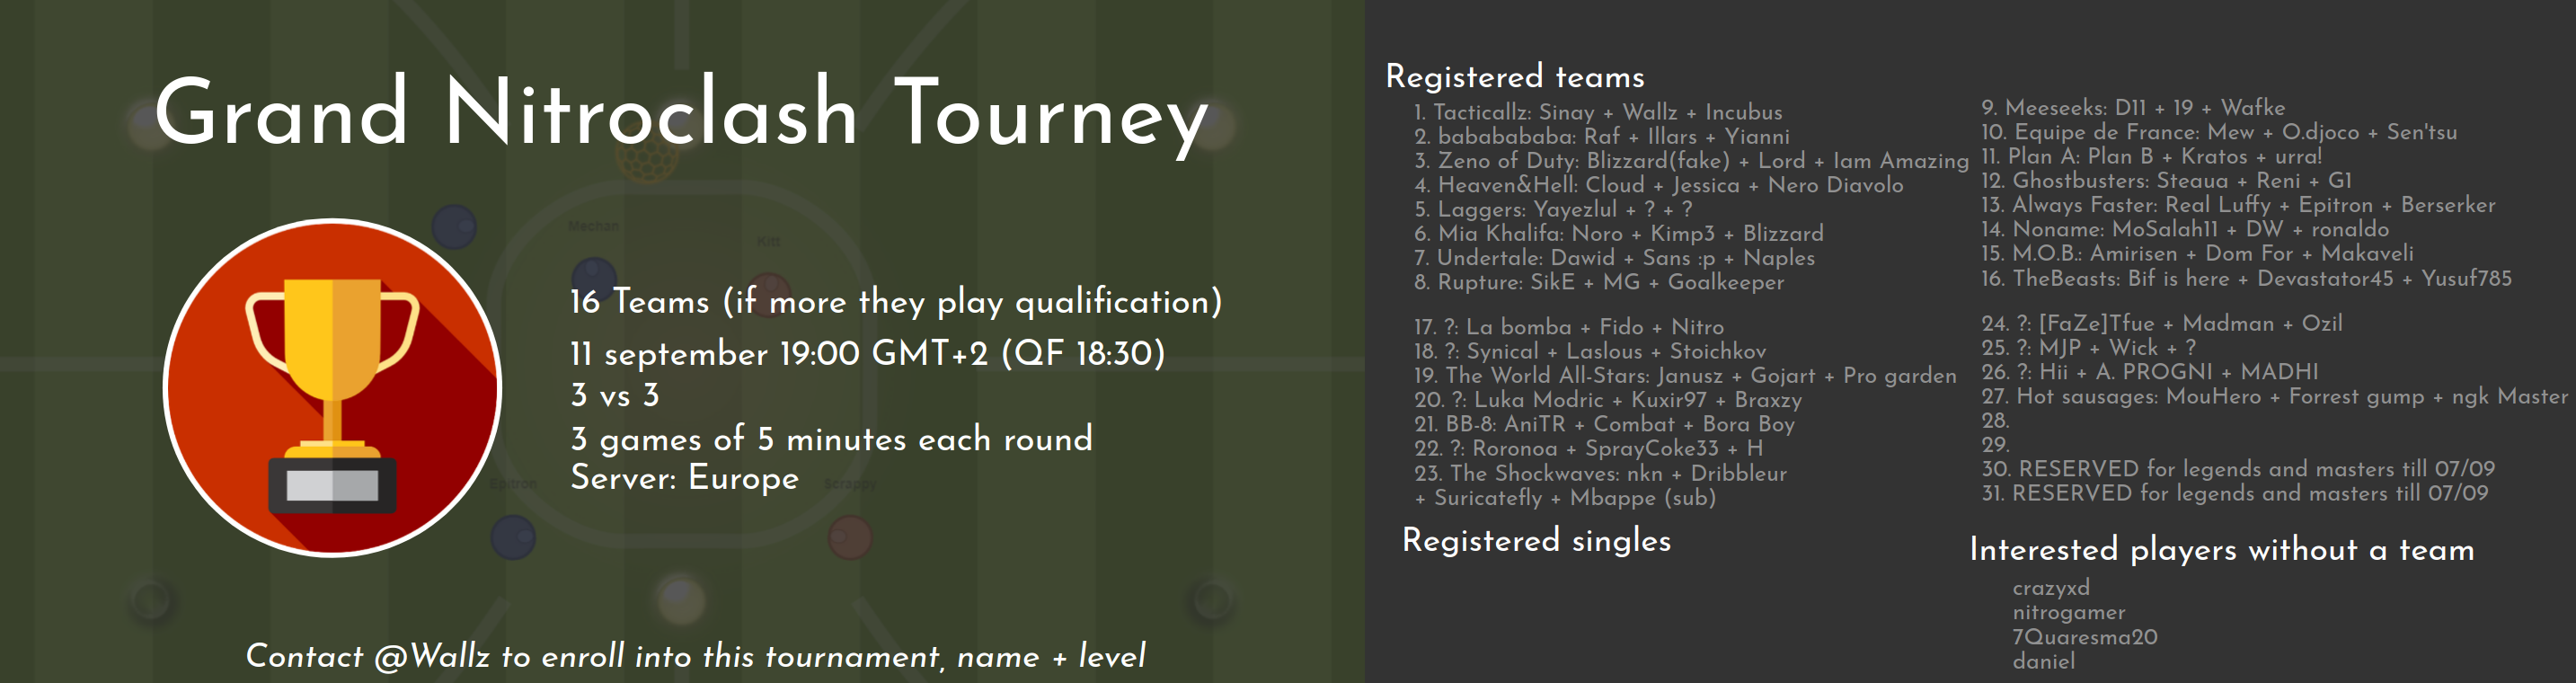 Grand Nitroclash Tourney
Mechan
Kitt
16 Teams (if more they play qualification)
11 september 19:00 GMT+2 (QF 18:30)
3 vs 3
3 games of 5 minutes each round
Server: Europe
Epitron
Scrappy
Contact @Wallz to enroll into this tournament, name + level
Registered teams
1. Tacticallz: Sinay + Wallz + Incubus
2. babababababa: Raf + Illars + Yianni
3. Zeno of Duty: Blizzard(fake) + Lord + Iam Amazing
4. Heaven&Hell: Cloud + Jessica + Nero Diavolo
5. Laggers: Yayezlul + ? + ?
6. Mia Khalifa: Noro + Kimp3 + Blizzard
7. Undertale: Dawid + Sans :p + Naples
8. Rupture: SikE + MG + Goalkeeper
9. Meeseeks: D11 + 19 + Wafke
10. Equipe de France: Mew + O.djoco + Sen'tsu
11. Plan A: Plan B + Kratos + urra!
12. Ghostbusters: Steaua + Reni + G1
13. Always Faster: Real Luffy + Epitron + Berserker
14. Noname: MoSalah11 + DW + ronaldo
15. M.O.B.: Amirisen + Dom For + Makaveli
16. TheBeasts: Bif is here + Devastator45 + Yusuf785
17. ?: La bomba + Fido + Nitro
18. ?: Synical + Laslous + Stoichkov
19. The World All-Stars: Janusz + Gojart + Pro garden
20. ?: Luka Modric + Kuxir97 + Braxzy
21. BB-8: AniTR + Combat + Bora Boy
22. ?: Roronoa + SprayCoke33 + H
23. The Shockwaves: nkn + Dribbleur
+ Suricatefly + Mbappe (sub)
24. ?: [FaZe]Tfue + Madman + Ozil
25. ?: MJP + Wick + ?
26. ?: Hii + A. PROGNI + MADHI
27. Hot sausages: MouHero + Forrest gump + ngk Master
28.
29.
30. RESERVED for legends and masters till 07/09
31. RESERVED for legends and masters till 07/09
Registered singles
Interested players without a team
crazyxd
nitrogamer
7Quaresma20
daniel